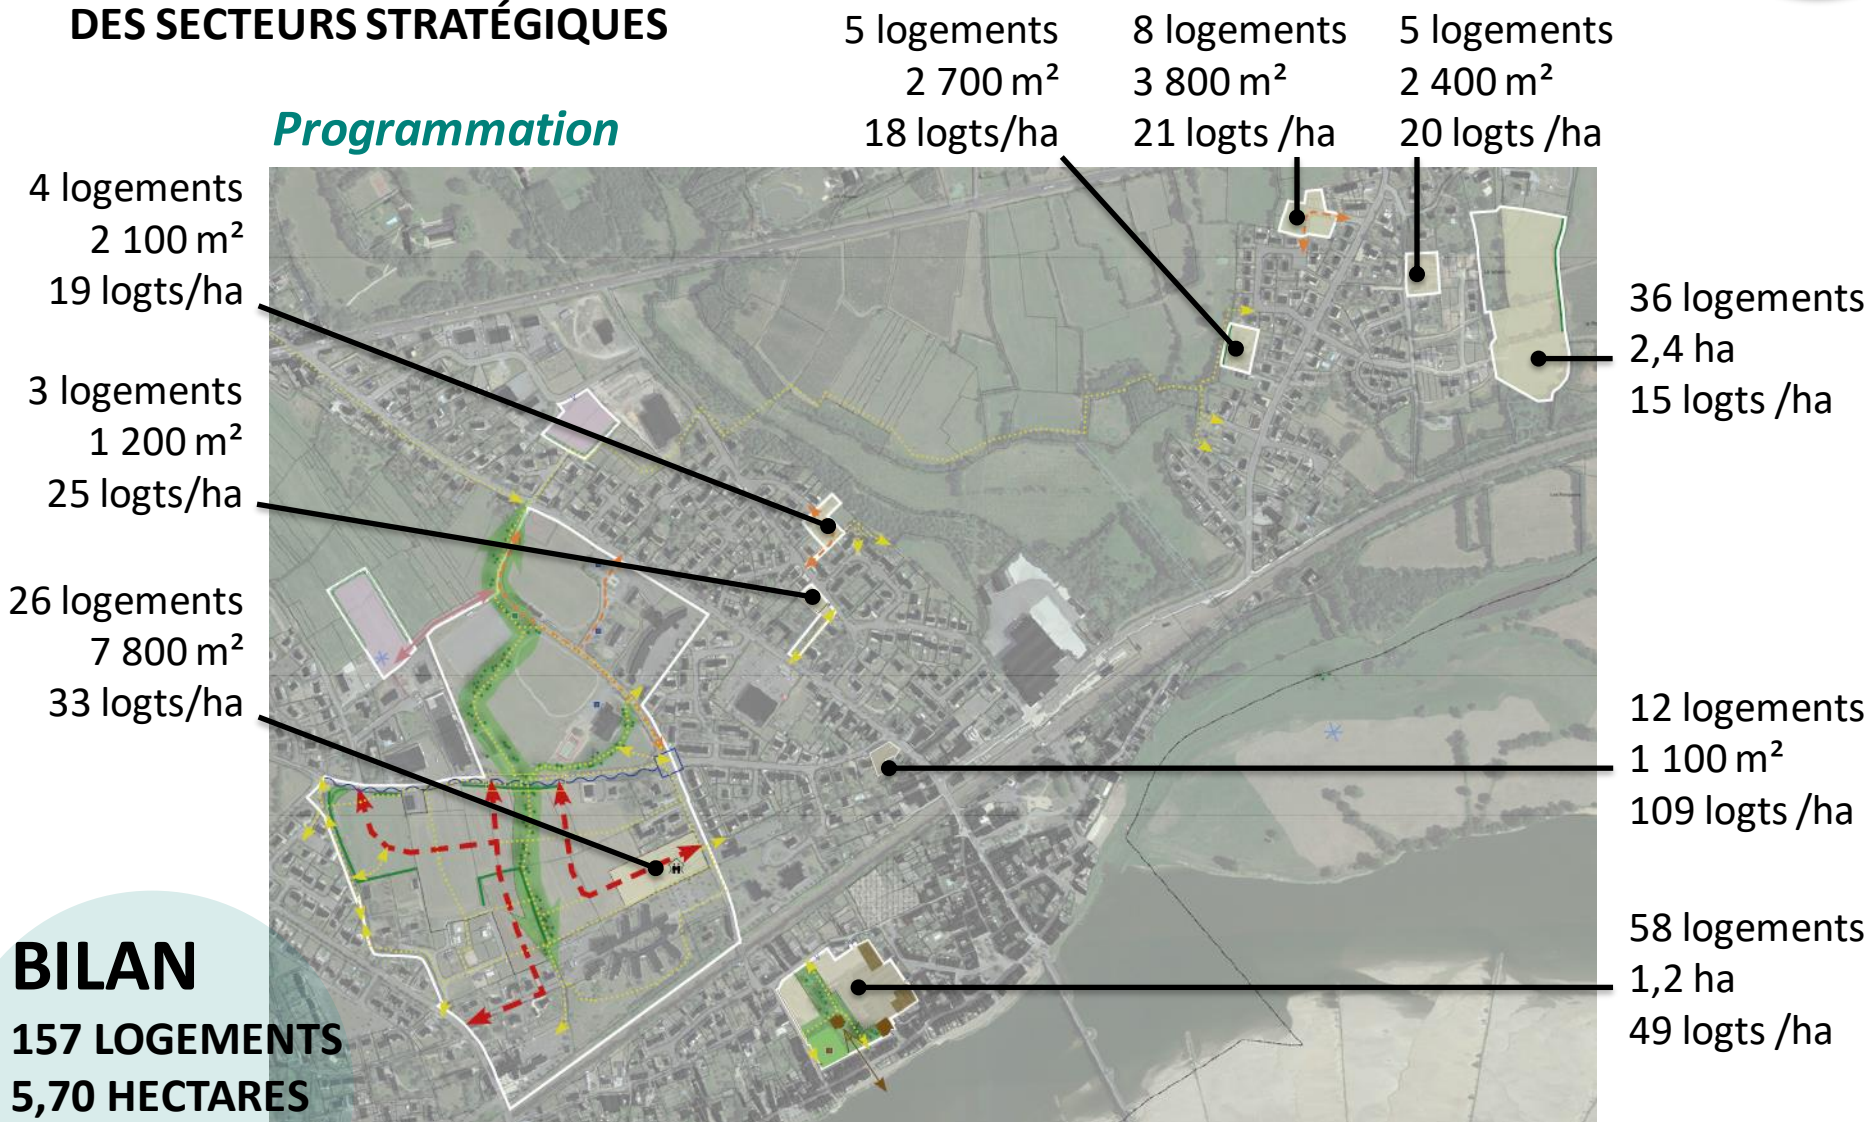 DES SECTEURS STRATÉGIQUES
Programmation
5 logements
2 700 m²
18 logts/ha
8 logements
3 800 m²
21 logts /ha
5 logements
2 400 m²
20 logts /ha
4 logements
2 100 m²
19 logts/ha
3 logements
1 200 m²
25 logts/ha
26 logements
7 800 m²
33 logts/ha
36 logements
2,4 ha
15 logts /ha
12 logements
1 100 m²
109 logts /ha
58 logements
1,2 ha
49 logts /ha
BILAN
157 LOGEMENTS
5,70 HECTARES